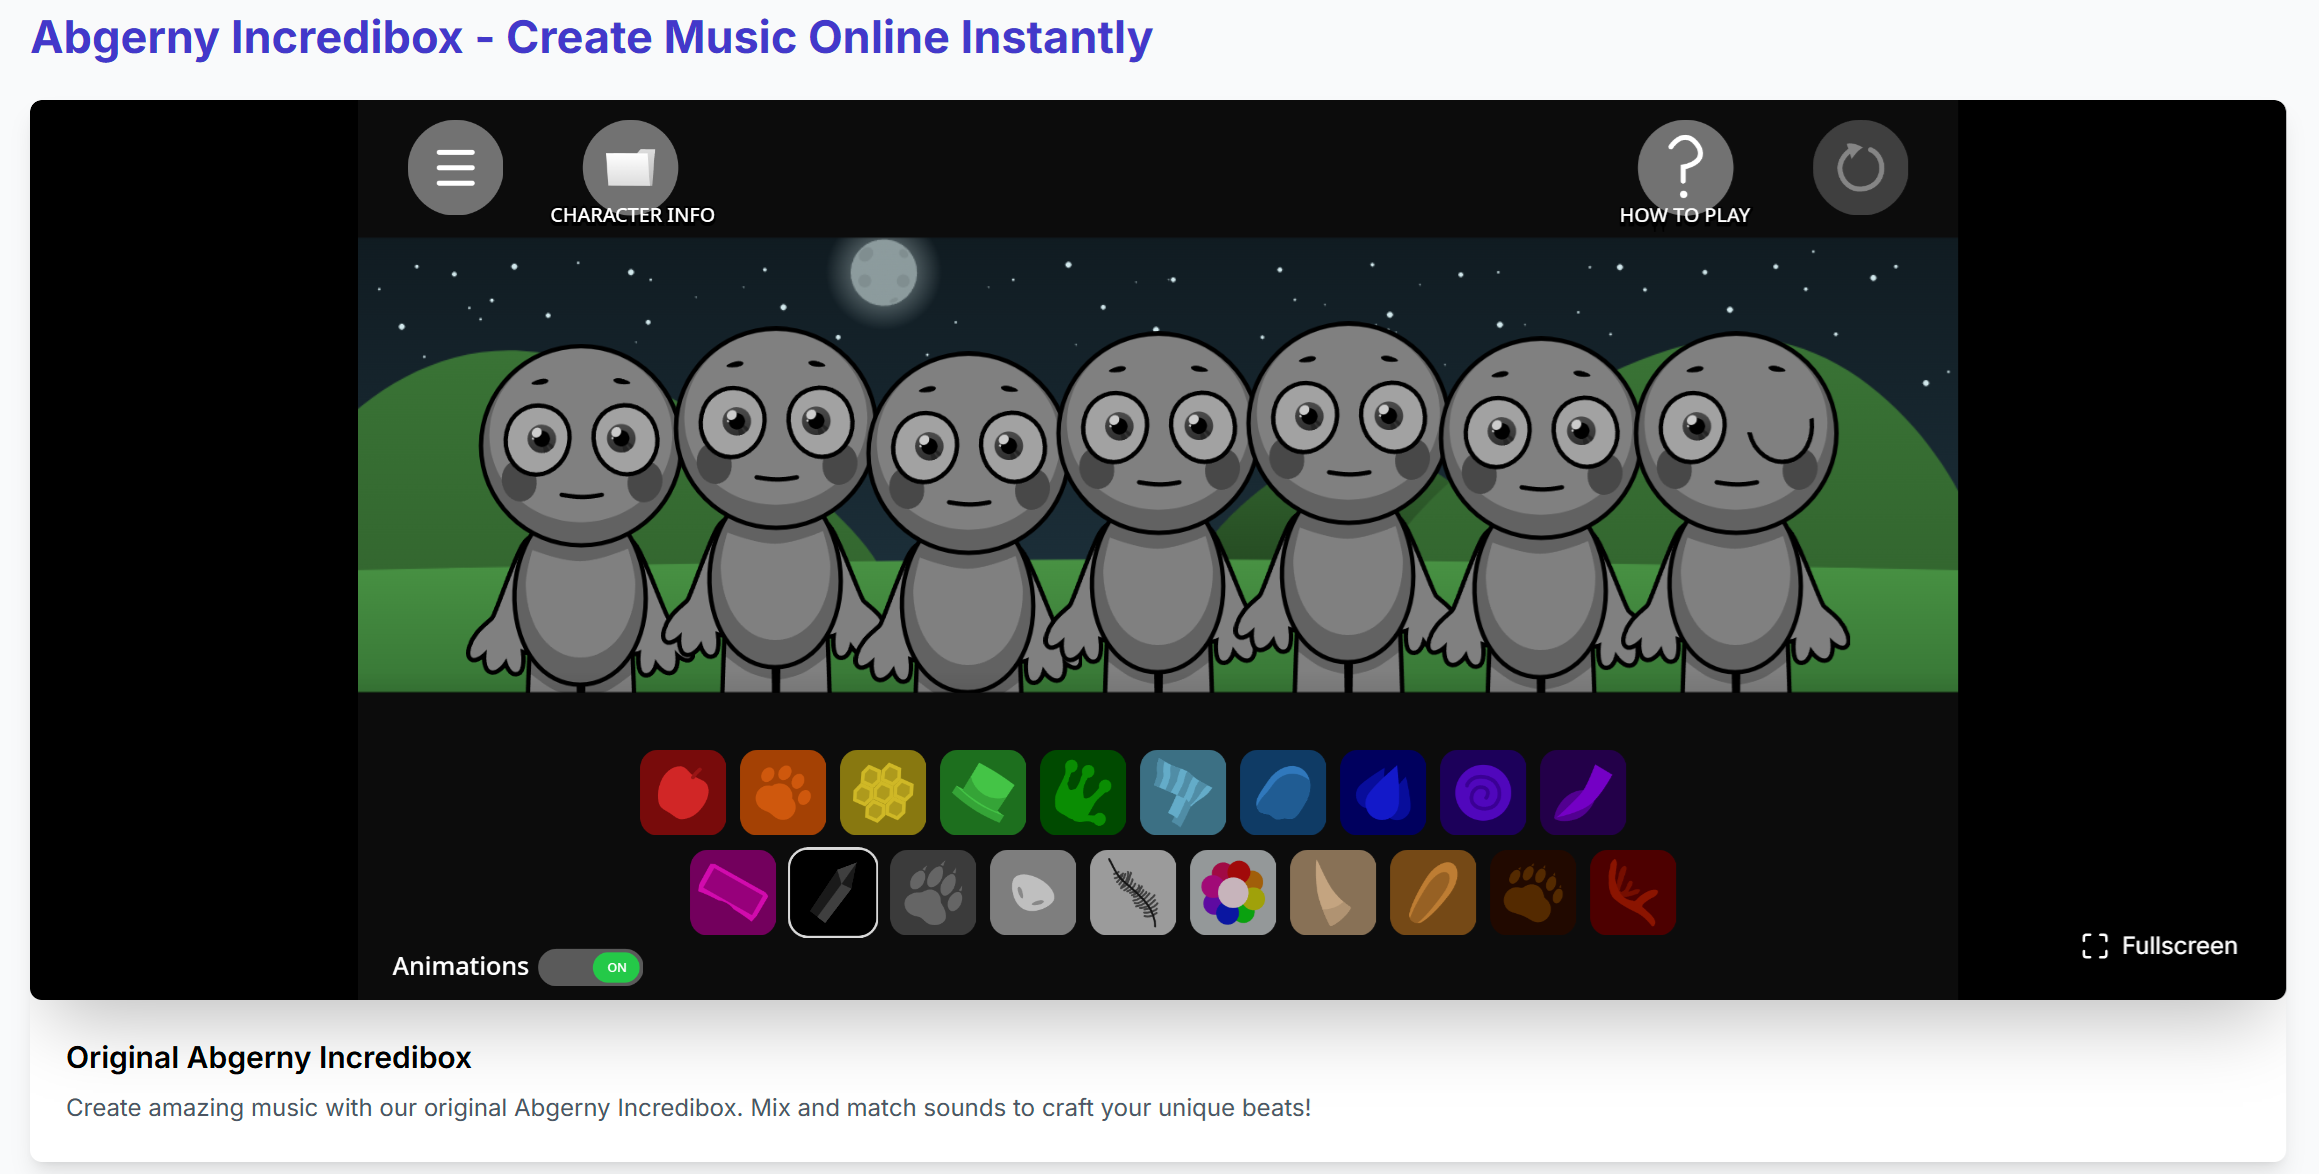 Abgerny Incredibox - Create Music Online Instantly
CHARACTER INFO
HOW TO PLAY
Animations
ON
Fullscreen
Original Abgerny Incredibox
Create amazing music with our original Abgerny Incredibox. Mix and match sounds to craft your unique beats!